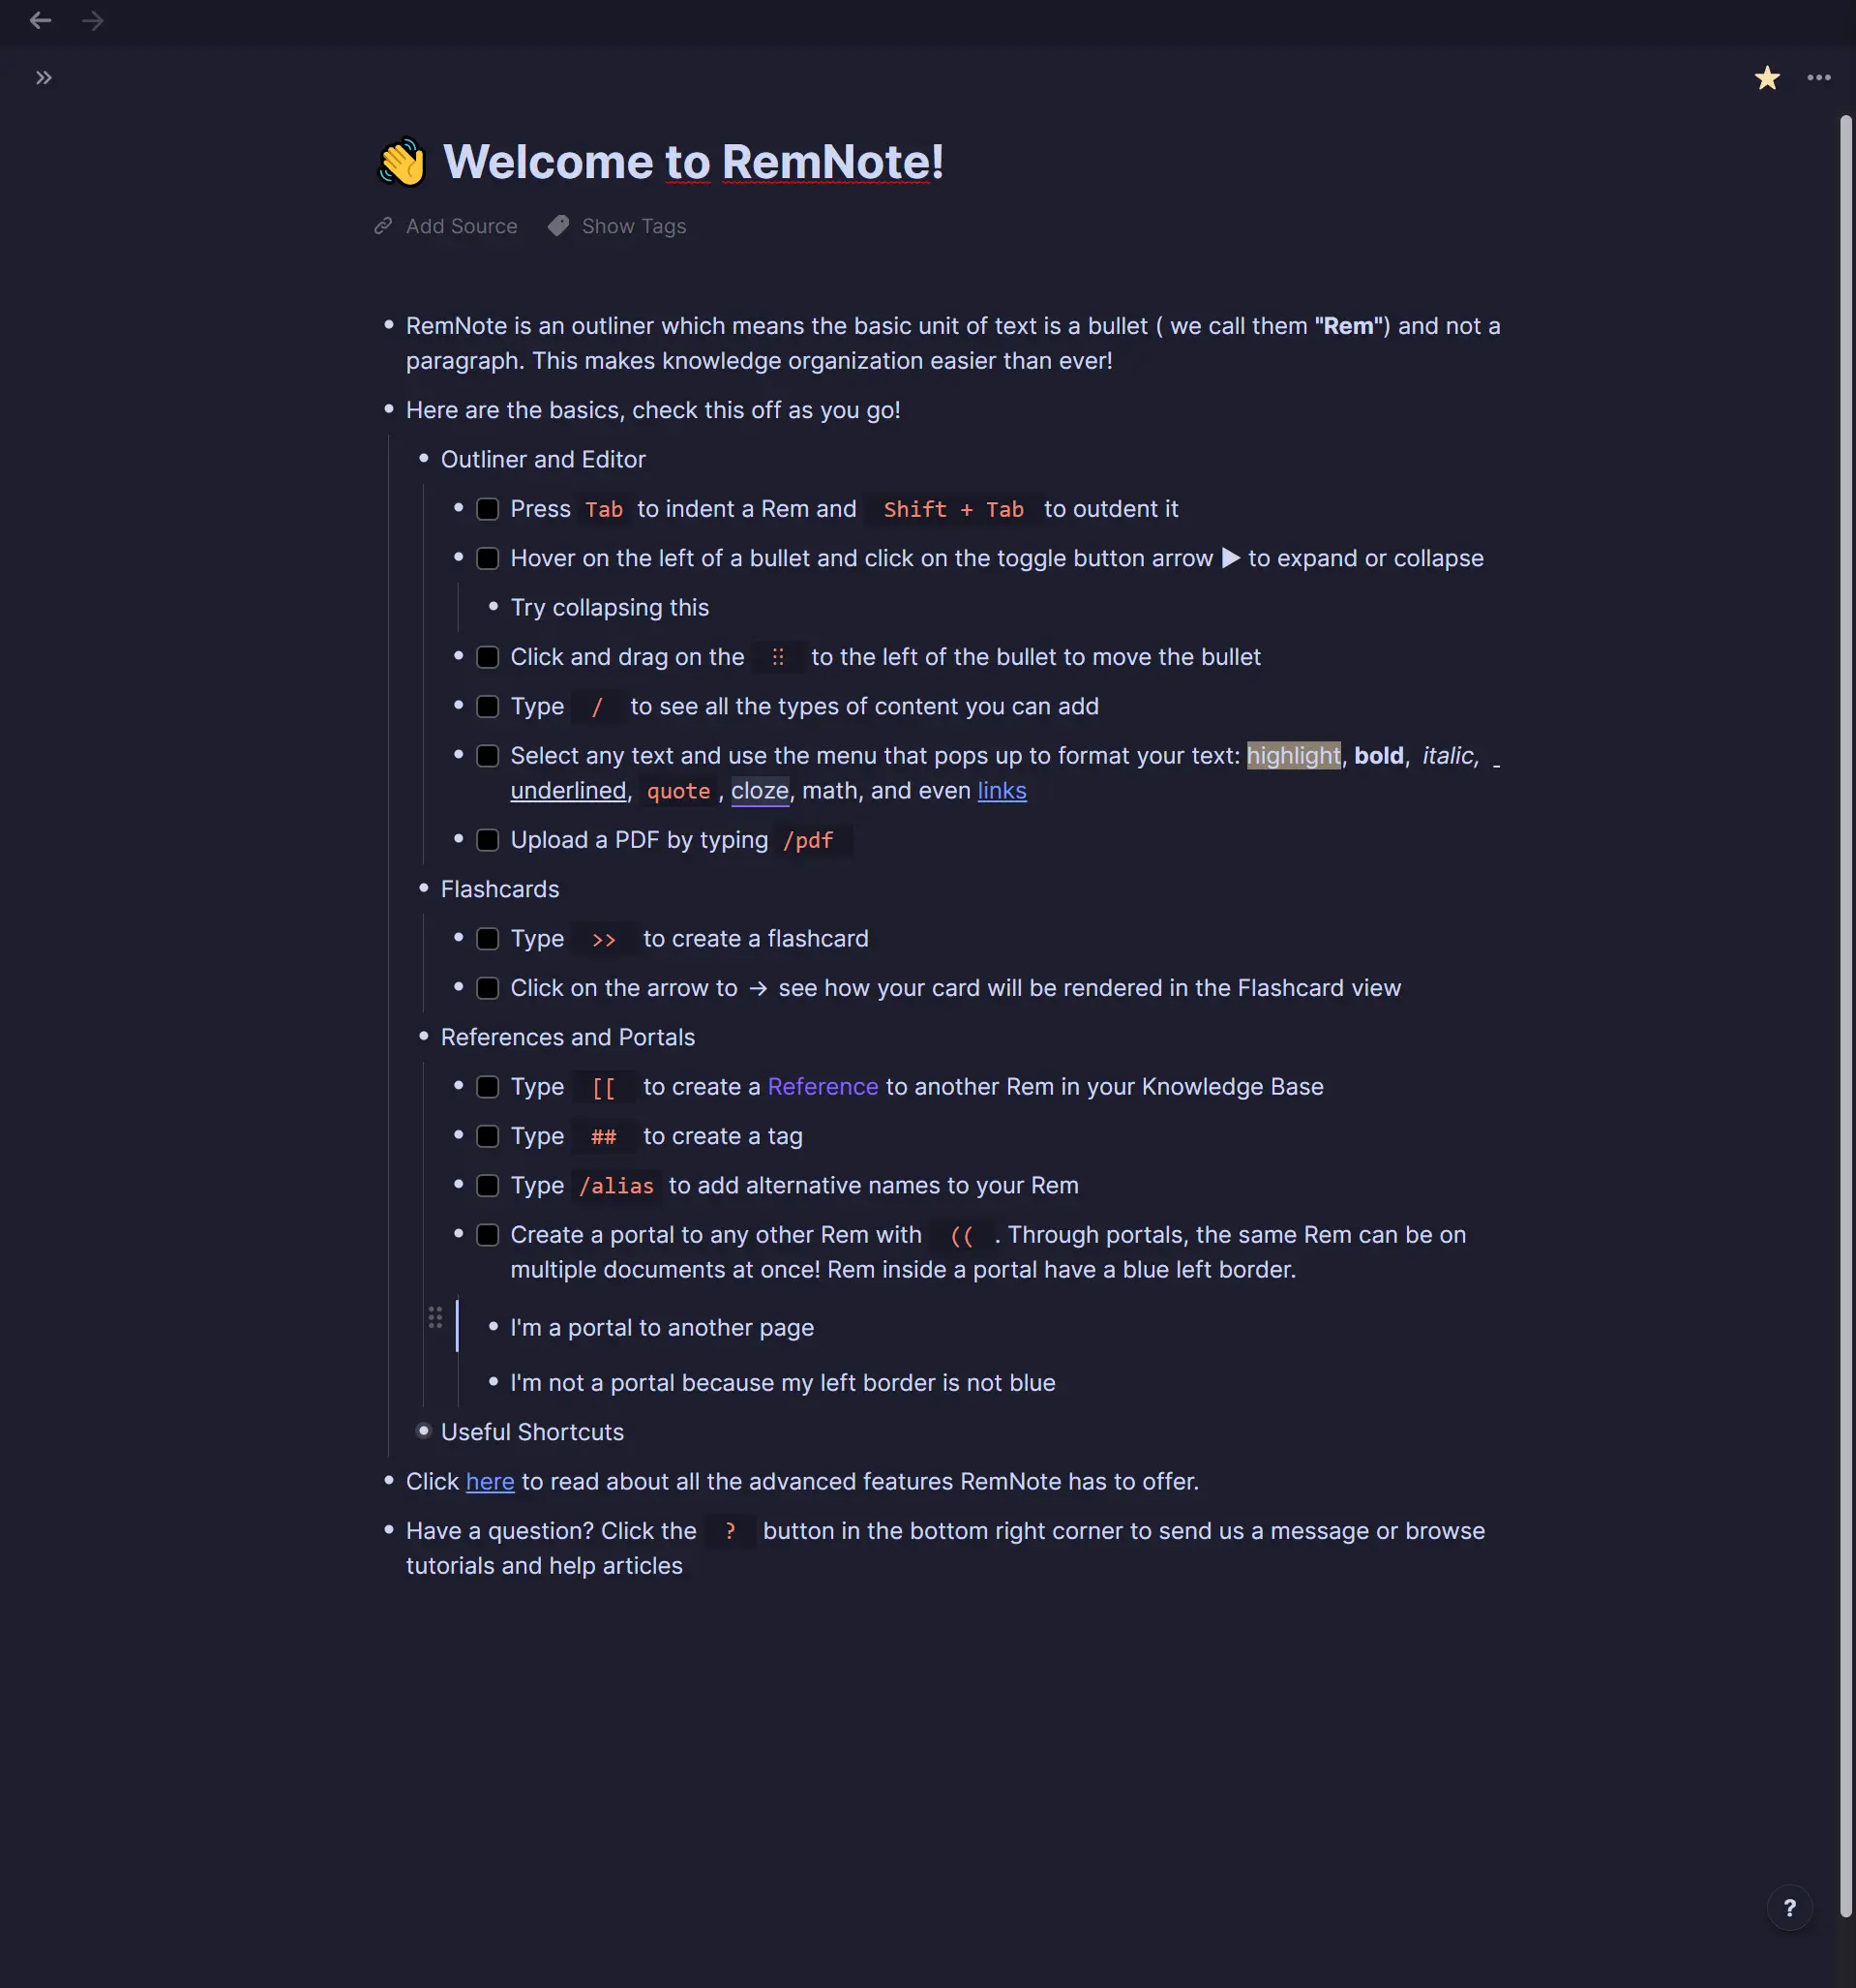 👋 Welcome to RemNote!
Add Source Show Tags
RemNote is an outliner which means the basic unit of text is a bullet ( we call them "Rem") and not a
paragraph. This makes knowledge organization easier than ever!
Here are the basics, check this off as you go!
Outliner and Editor
Press Tab to indent a Rem and Shift + Tab to outdent it
Hover on the left of a bullet and click on the toggle button arrow ▶ to expand or collapse
Try collapsing this
Click and drag on the ⠿ to the left of the bullet to move the bullet
Type / to see all the types of content you can add
Select any text and use the menu that pops up to format your text: highlight, bold, italic,
underlined, quote , cloze, math, and even links
Upload a PDF by typing /pdf
Flashcards
Type >> to create a flashcard
Click on the arrow to → see how your card will be rendered in the Flashcard view
References and Portals
Type [[ to create a Reference to another Rem in your Knowledge Base
Type ## to create a tag
Type /alias to add alternative names to your Rem
Create a portal to any other Rem with (( . Through portals, the same Rem can be on
multiple documents at once! Rem inside a portal have a blue left border.
I'm a portal to another page
I'm not a portal because my left border is not blue
Useful Shortcuts
Click here to read about all the advanced features RemNote has to offer.
Have a question? Click the ? button in the bottom right corner to send us a message or browse
tutorials and help articles
?